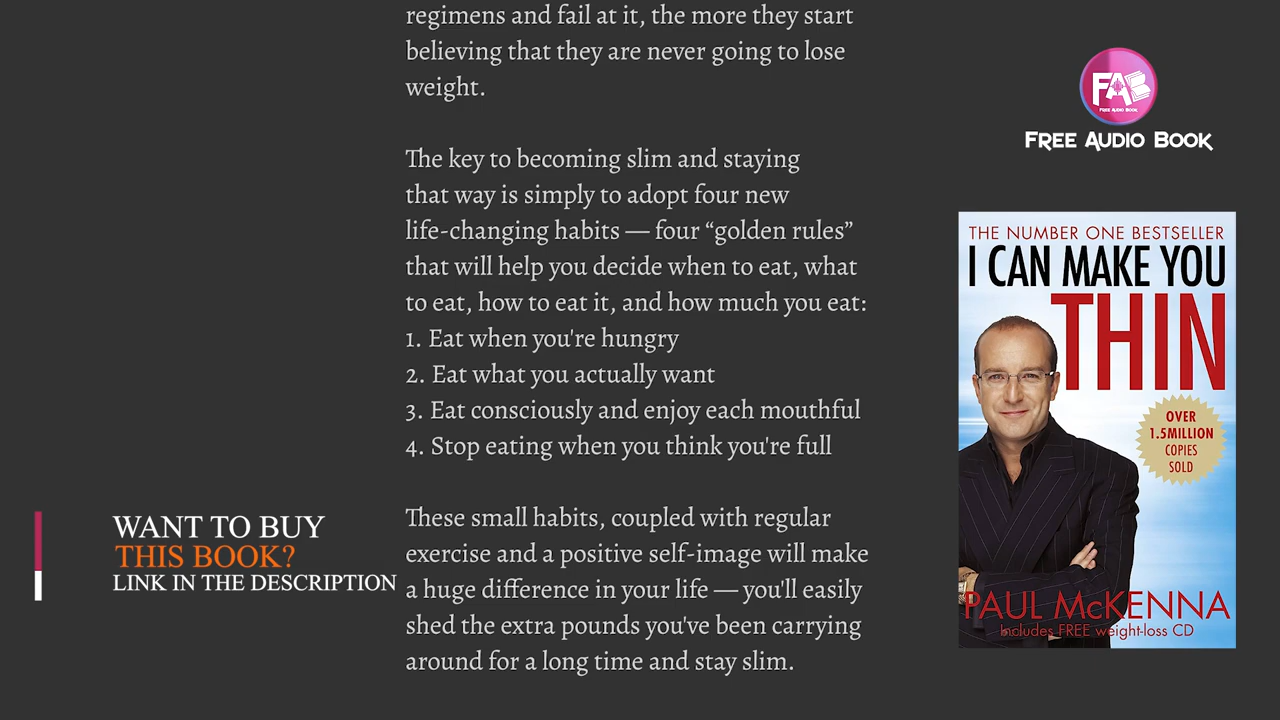 regimens and fail at it, the more they start
believing that they are never going to lose
weight.
The key to becoming slim and staying
that way is simply to adopt four new
life-changing habits — four “golden rules”
that will help you decide when to eat, what
to eat, how to eat it, and how much you eat:
1. Eat when you're hungry
2. Eat what you actually want
3. Eat consciously and enjoy each mouthful
4. Stop eating when you think you're full
These small habits, coupled with regular
exercise and a positive self-image will make
a huge difference in your life — you'll easily
shed the extra pounds you've been carrying
around for a long time and stay slim.
WANT TO BUY
THIS BOOK?
LINK IN THE DESCRIPTION
FAB
FREE AUDIO BOOK
FREE AUDIO BOOK
THE NUMBER ONE BESTSELLER
I CAN MAKE YOU
THIN
OVER
1.5MILLION
COPIES
SOLD
PAUL McKENNA
Includes FREE weight-loss CD